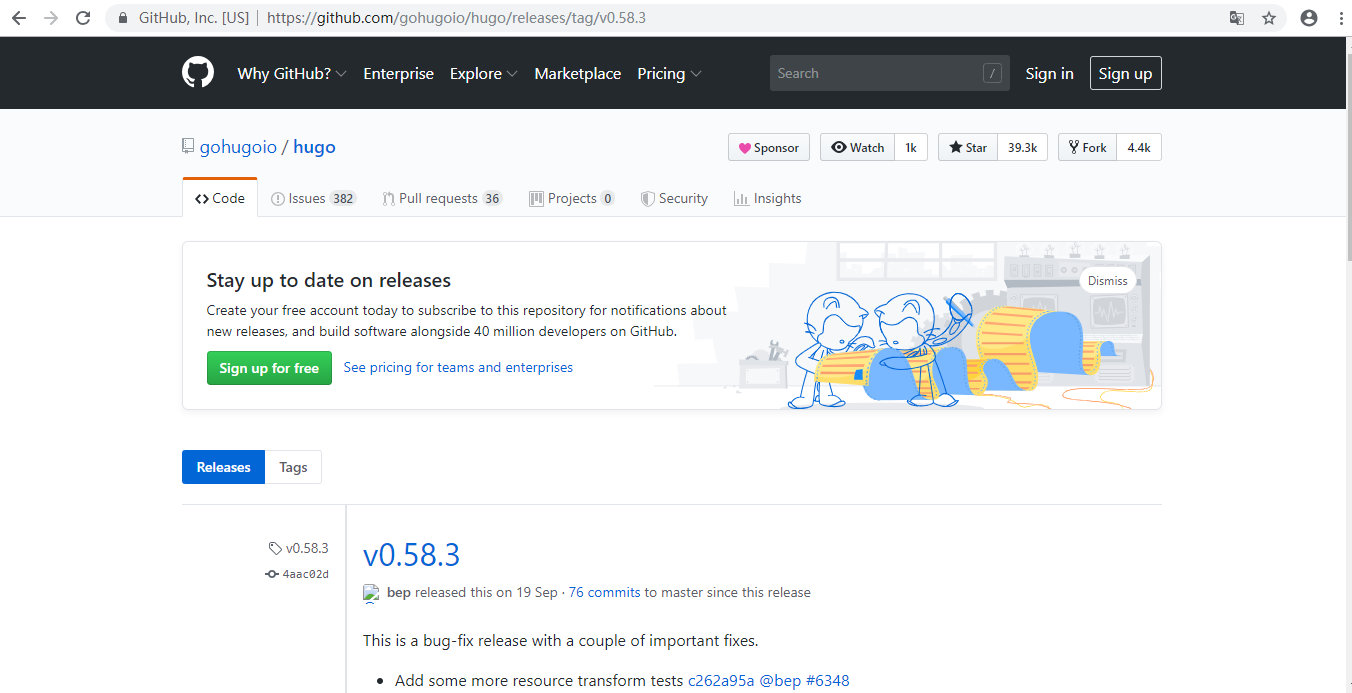 GitHub, Inc. [US] | https://github.com/gohugoio/hugo/releases/tag/v0.58.3
Why GitHub? Enterprise Explore Marketplace Pricing Search / Sign in Sign up
gohugoio / hugo Sponsor Watch 1k Star 39.3k Fork 4.4k
Code Issues 382 Pull requests 36 Projects 0 Security Insights
Stay up to date on releases
Dismiss
Create your free account today to subscribe to this repository for notifications about
new releases, and build software alongside 40 million developers on GitHub.
Sign up for free See pricing for teams and enterprises
Releases Tags
v0.58.3
4aac02d
v0.58.3
bep released this on 19 Sep · 76 commits to master since this release
This is a bug-fix release with a couple of important fixes.
• Add some more resource transform tests c262a95a @bep #6348